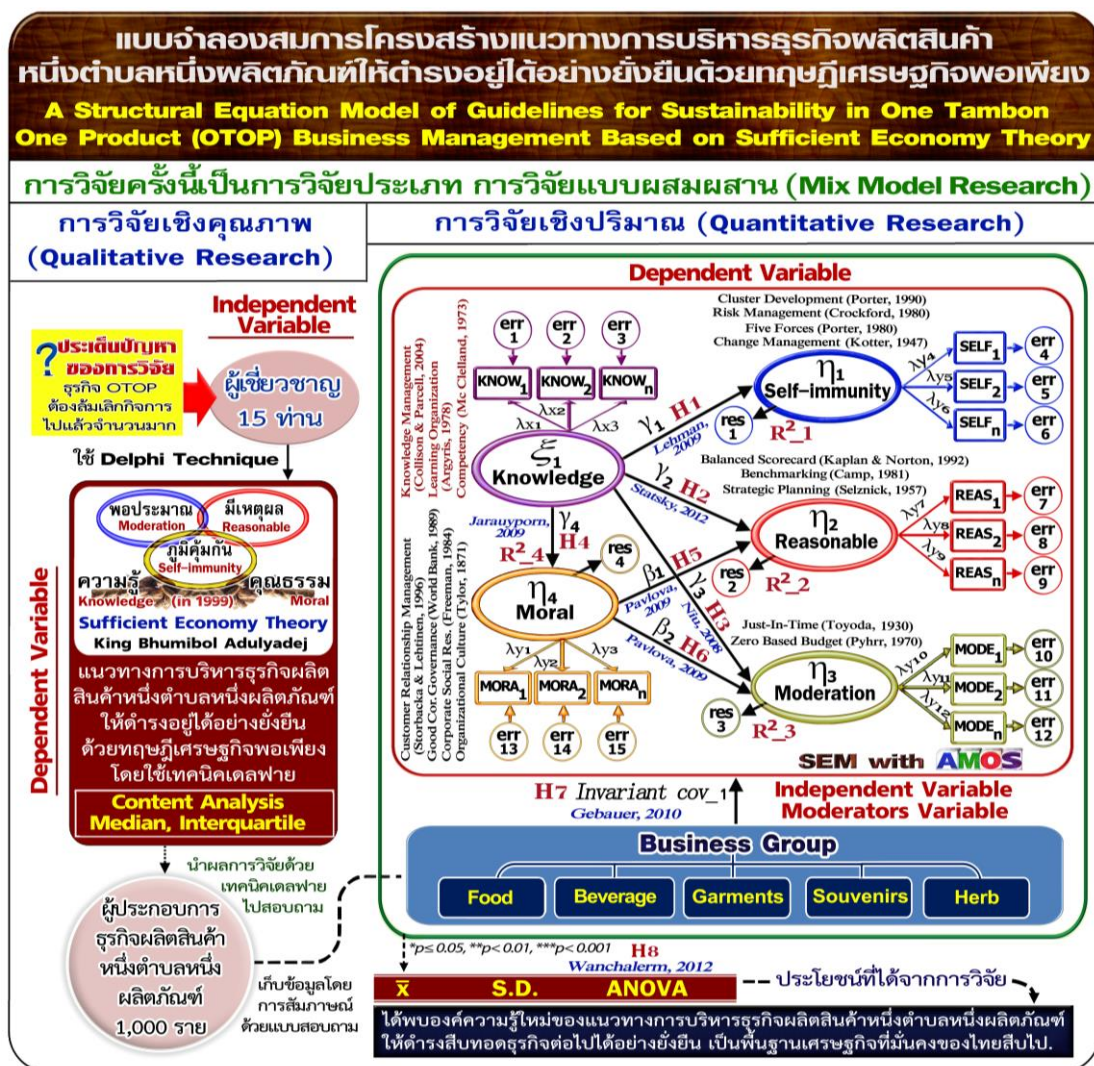 แบบจำลองสมการโครงสร้างแนวทางการบริหารธุรกิจผลิตสินค้า
หนึ่งตำบลหนึ่งผลิตภัณฑ์ให้ดำรงอยู่ได้อย่างยั่งยืนด้วยทฤษฎีเศรษฐกิจพอเพียง
A Structural Equation Model of Guidelines for Sustainability in One Tambon
One Product (OTOP) Business Management Based on Sufficient Economy Theory
การวิจัยครั้งนี้เป็นการวิจัยประเภท การวิจัยแบบผสมผสาน (Mix Model Research)
การวิจัยเชิงคุณภาพ
(Qualitative Research)
Independent
Variable
?ประเด็นปัญหา
ของการวิจัย
ธุรกิจ OTOP
ต้องล้มเลิกกิจการ
ไปแล้วจำนวนมาก
ผู้เชี่ยวชาญ
15 ท่าน
ใช้ Delphi Technique
Dependent Variable
พอประมาณ
Moderation
มีเหตุผล
Reasonable
ภูมิคุ้มกัน
Self-immunity
ความรู้
คุณธรรม
Knowledge (in 1999) Moral
Sufficient Economy Theory
King Bhumibol Adulyadej
แนวทางการบริหารธุรกิจผลิต
สินค้าหนึ่งตำบลหนึ่งผลิตภัณฑ์
ให้ดำรงอยู่ได้อย่างยั่งยืน
ด้วยทฤษฎีเศรษฐกิจพอเพียง
โดยใช้เทคนิคเดลฟาย
Content Analysis
Median, Interquartile
นำผลการวิจัยด้วย
เทคนิคเดลฟาย
ไปสอบถาม
ผู้ประกอบการ
ธุรกิจผลิตสินค้า
หนึ่งตำบลหนึ่ง
ผลิตภัณฑ์
1,000 ราย
เก็บข้อมูลโดย
การสัมภาษณ์
ด้วยแบบสอบถาม
การวิจัยเชิงปริมาณ (Quantitative Research)
Dependent Variable
Knowledge Management
(Collison & Parcell, 2004)
Learning Organization
(Argyris, 1978)
Competency (Mc Clelland, 1973)
err 1
err 2
err 3
KNOW 1
KNOW 2
KNOW n
λx1
λx2
λx3
ξ1
Knowledge
Cluster Development (Porter, 1990)
Risk Management (Crockford, 1980)
Five Forces (Porter, 1980)
Change Management (Kotter, 1947)
η1
Self-immunity
λy4
λy5
λy6
SELF 1
SELF 2
SELF n
err 4
err 5
err 6
γ1 H1
Lehman, 2009
res 1
R²_1
γ2 H2
Statsky, 2012
Balanced Scorecard (Kaplan & Norton, 1992)
Benchmarking (Camp, 1981)
Strategic Planning (Selznick, 1957)
η2
Reasonable
λy7
λy8
λy9
REAS 1
REAS 2
REAS n
err 7
err 8
err 9
res 2
R²_2
Jarauyporn, 2009
γ4
H4
R²_4
res 4
β1 H5
Pavlova, 2009
γ3 H3
Nitz, 2008
β2 H6
Pavlova, 2009
Customer Relationship Management
(Storbacka & Lehtinen, 1996)
Good Cor. Governance (World Bank, 1989)
Corporate Social Res. (Freeman, 1984)
Organizational Culture (Tylor, 1871)
η4
Moral
λy1
λy2
λy3
MORA 1
MORA 2
MORA n
err 13
err 14
err 15
Just-In-Time (Toyoda, 1930)
Zero Based Budget (Pyhrr, 1970)
η3
Moderation
λy10
λy11
λy12
MODE 1
MODE 2
MODE n
err 10
err 11
err 12
res 3
R²_3
SEM with AMOS
H7 Invariant cov_1
Gebauer, 2010
Independent Variable
Moderators Variable
Business Group
Food
Beverage
Garments
Souvenirs
Herb
*p≤ 0.05, **p< 0.01, ***p< 0.001
H8
Wanchalerm, 2012
x̄ S.D. ANOVA
ประโยชน์ที่ได้จากการวิจัย
ได้พบองค์ความรู้ใหม่ของแนวทางการบริหารธุรกิจผลิตสินค้าหนึ่งตำบลหนึ่งผลิตภัณฑ์
ให้ดำรงสืบทอดธุรกิจต่อไปได้อย่างยั่งยืน เป็นพื้นฐานเศรษฐกิจที่มั่นคงของไทยสืบไป.